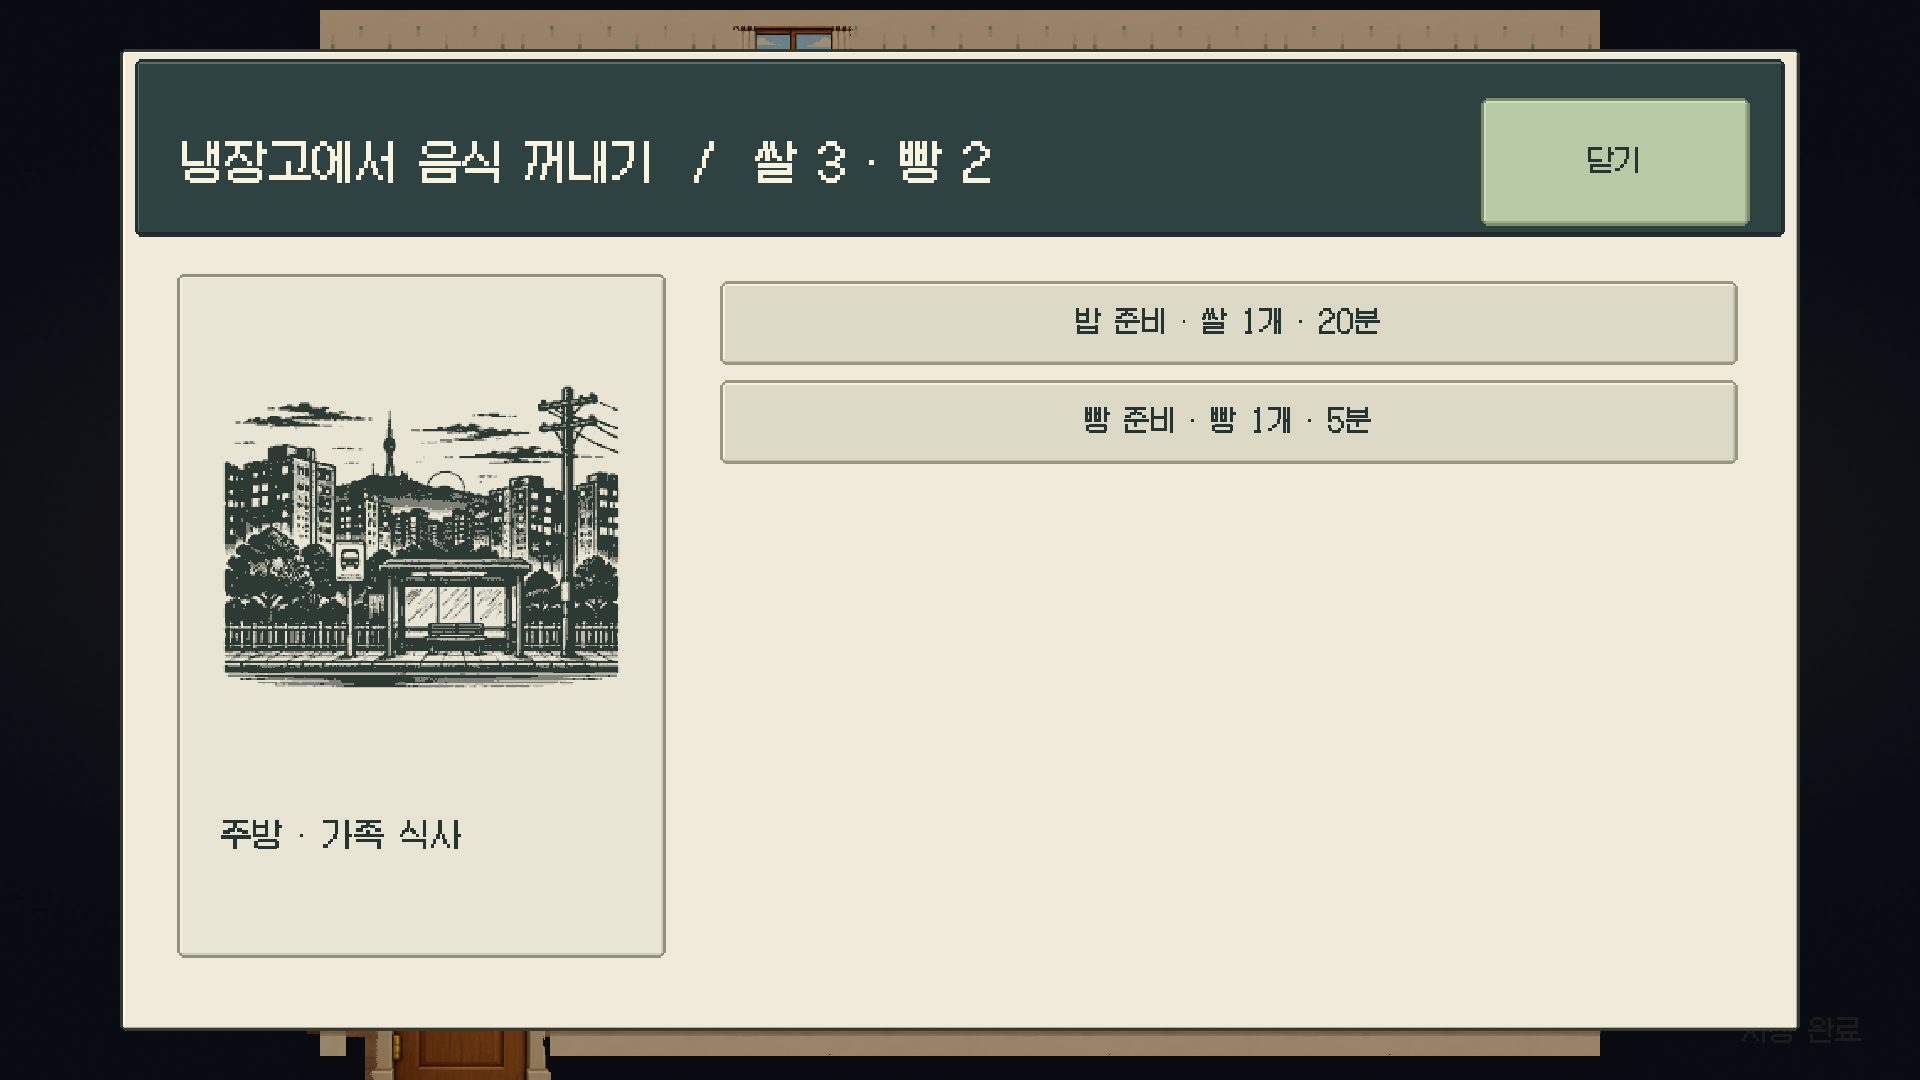 냉장고에서 음식 꺼내기 / 쌀 3 · 빵 2
닫기
밥 준비 · 쌀 1개 · 20분
빵 준비 · 빵 1개 · 5분
주방 · 가족 식사
완료